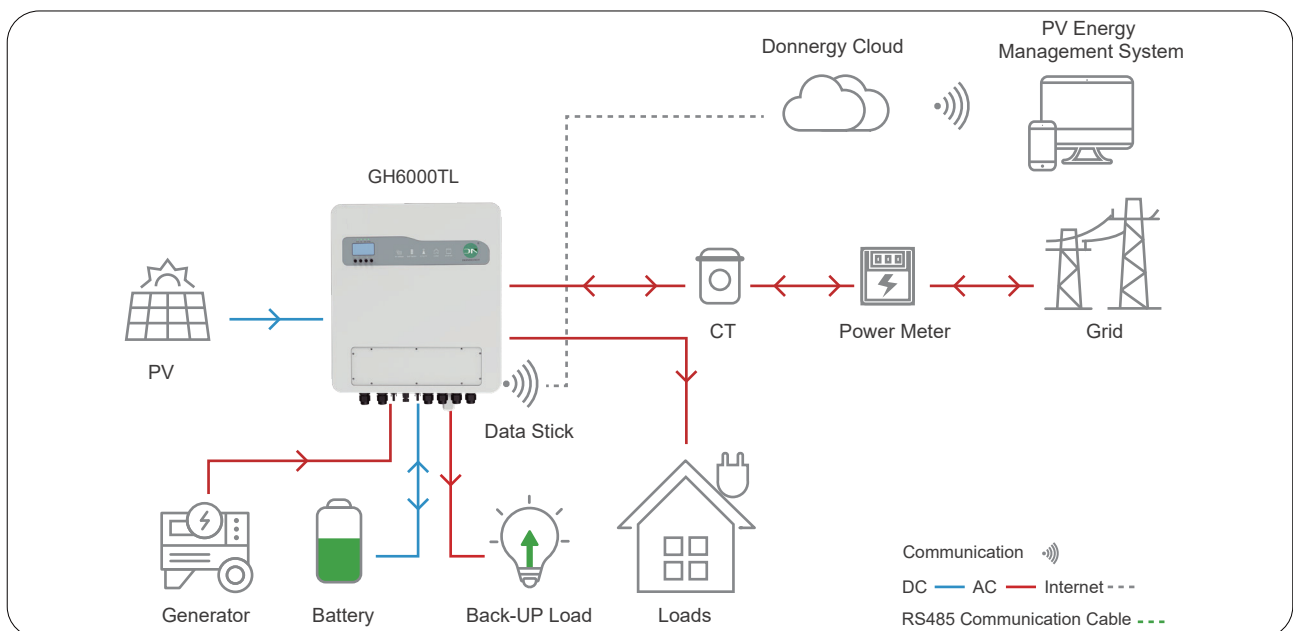 Donnergy Cloud
PV Energy
Management System
GH6000TL
PV
CT
Power Meter
Grid
Data Stick
Generator
Battery
Back-UP Load
Loads
Communication
DC AC Internet
RS485 Communication Cable